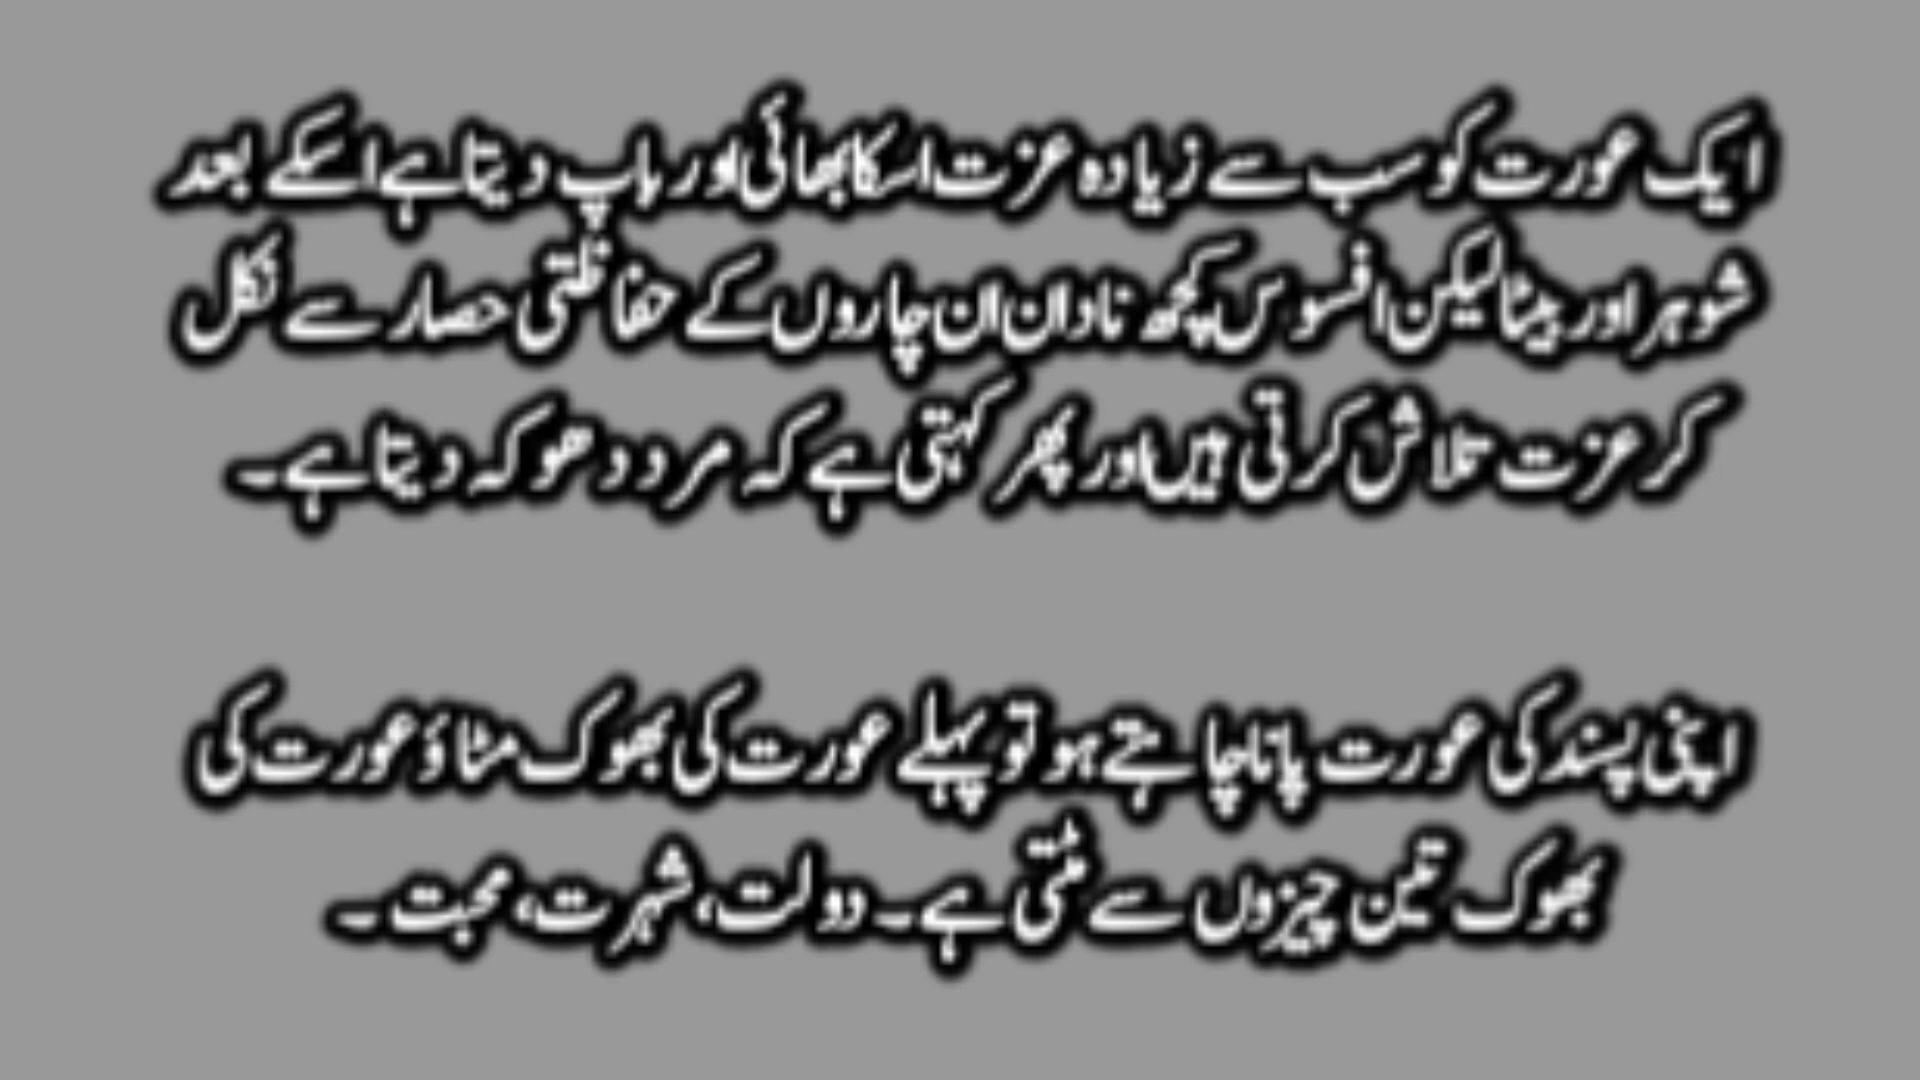 ایک عورت کو سب سے زیادہ عزت اسکا بھائی اور باپ دیتا ہے اسکے بعد
شوہر اور بیٹا لیکن افسوس کچھ نادان ان چاروں کے حفاظتی حصار سے نکل
کر عزت تلاش کرتی ہیں اور پھر کہتی ہے کہ مرد دھوکہ دیتا ہے۔
اپنی پسند کی عورت پانا چاہتے ہو تو پہلے عورت کی بھوک مٹاؤ عورت کی
بھوک تین چیزوں سے مٹتی ہے۔ دولت، شہرت، محبت۔